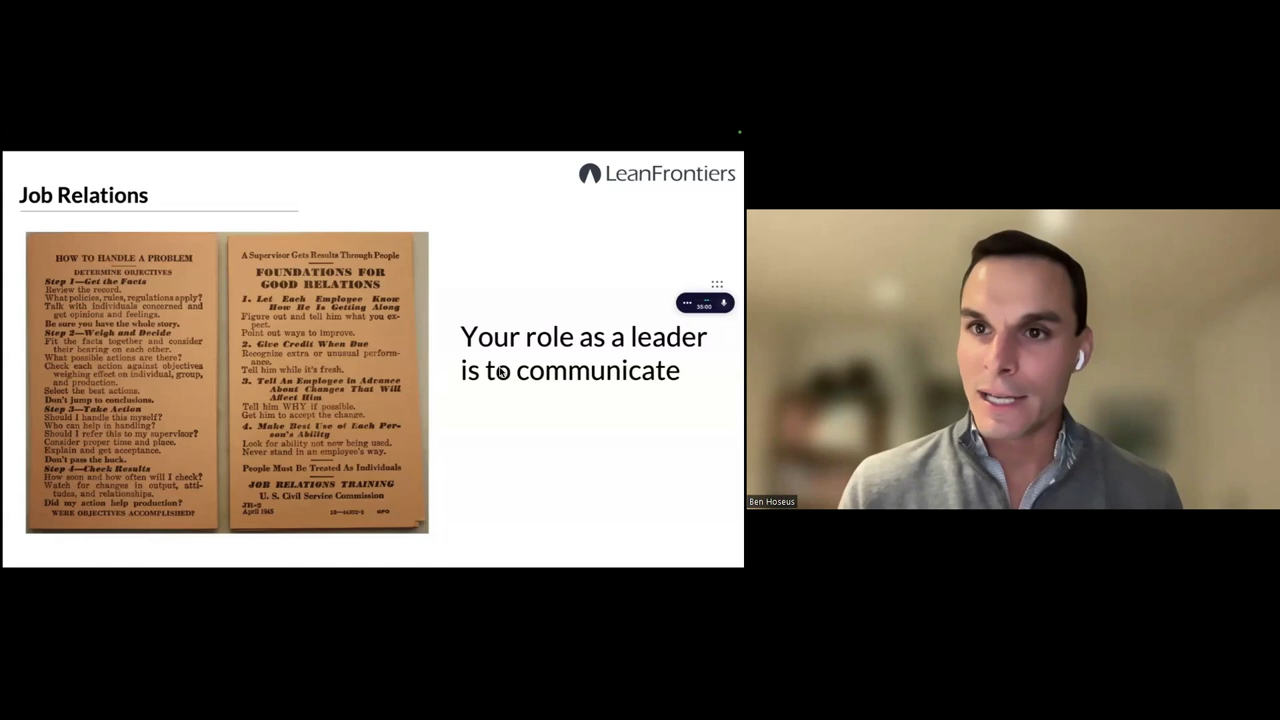 LeanFrontiers
Job Relations
HOW TO HANDLE A PROBLEM
DETERMINE OBJECTIVES
Step 1—Get the Facts
Review the record.
What policies, rules, regulations apply?
Talk with individuals concerned and
get opinions and feelings.
Be sure you have the whole story.
Step 2—Weigh and Decide
Fit the facts together and consider
their bearing on each other.
What possible actions are there?
Check each action against objectives
weighing effect on individual, group,
and production.
Select the best actions.
Don't jump to conclusions.
Step 3—Take Action
Should I handle this myself?
Who can help in handling?
Should I refer this to my supervisor?
Consider proper time and place.
Explain and get acceptance.
Don't pass the buck.
Step 4—Check Results
How soon and how often will I check?
Watch for changes in output, atti-
tudes, and relationships.
Did my action help production?
WERE OBJECTIVES ACCOMPLISHED?
A Supervisor Gets Results Through People
FOUNDATIONS FOR
GOOD RELATIONS
1. Let Each Employee Know
How He Is Getting Along
Figure out and tell him what you ex-
pect.
Point out ways to improve.
2. Give Credit When Due
Recognize extra or unusual perform-
ance.
Tell him while it's fresh.
3. Tell An Employee in Advance
About Changes That Will
Affect Him
Tell him WHY if possible.
Get him to accept the change.
4. Make Best Use of Each Per-
son's Ability
Look for ability not now being used.
Never stand in an employee's way.
People Must Be Treated As Individuals
JOB RELATIONS TRAINING
U. S. Civil Service Commission
JR-2
April 1945
GPO
35:00
Your role as a leader
is to communicate
Ben Hoseus